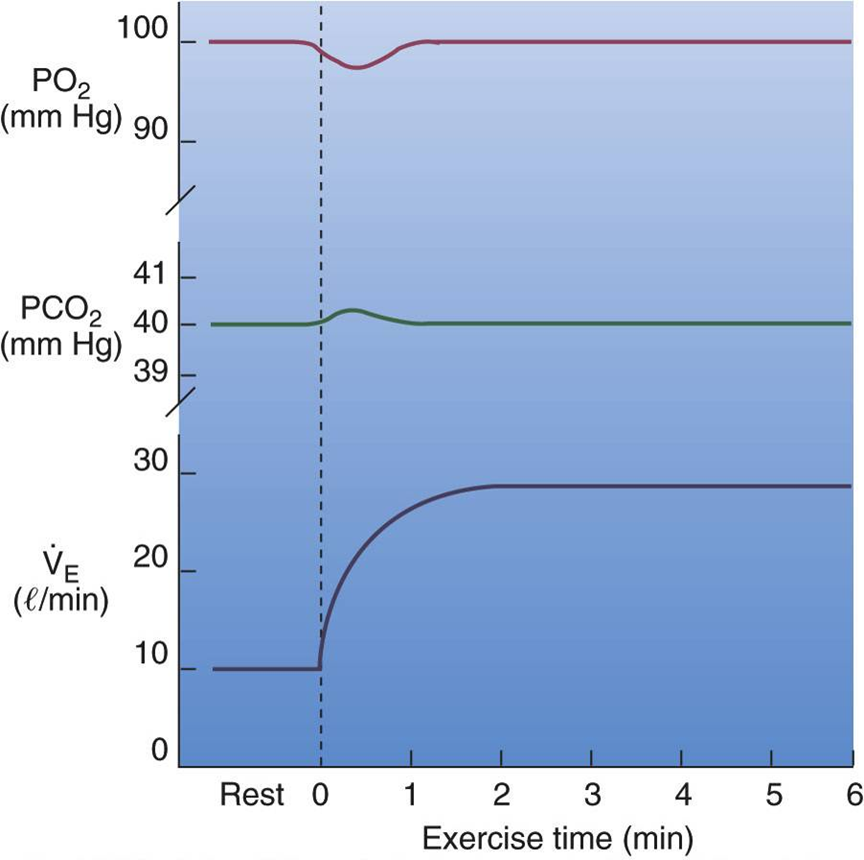 100
PO₂
(mm Hg)
90
41
PCO₂
(mm Hg)
40
39
30
V̇E
(ℓ/min)
20
10
0
Rest 0 1 2 3 4 5 6
Exercise time (min)